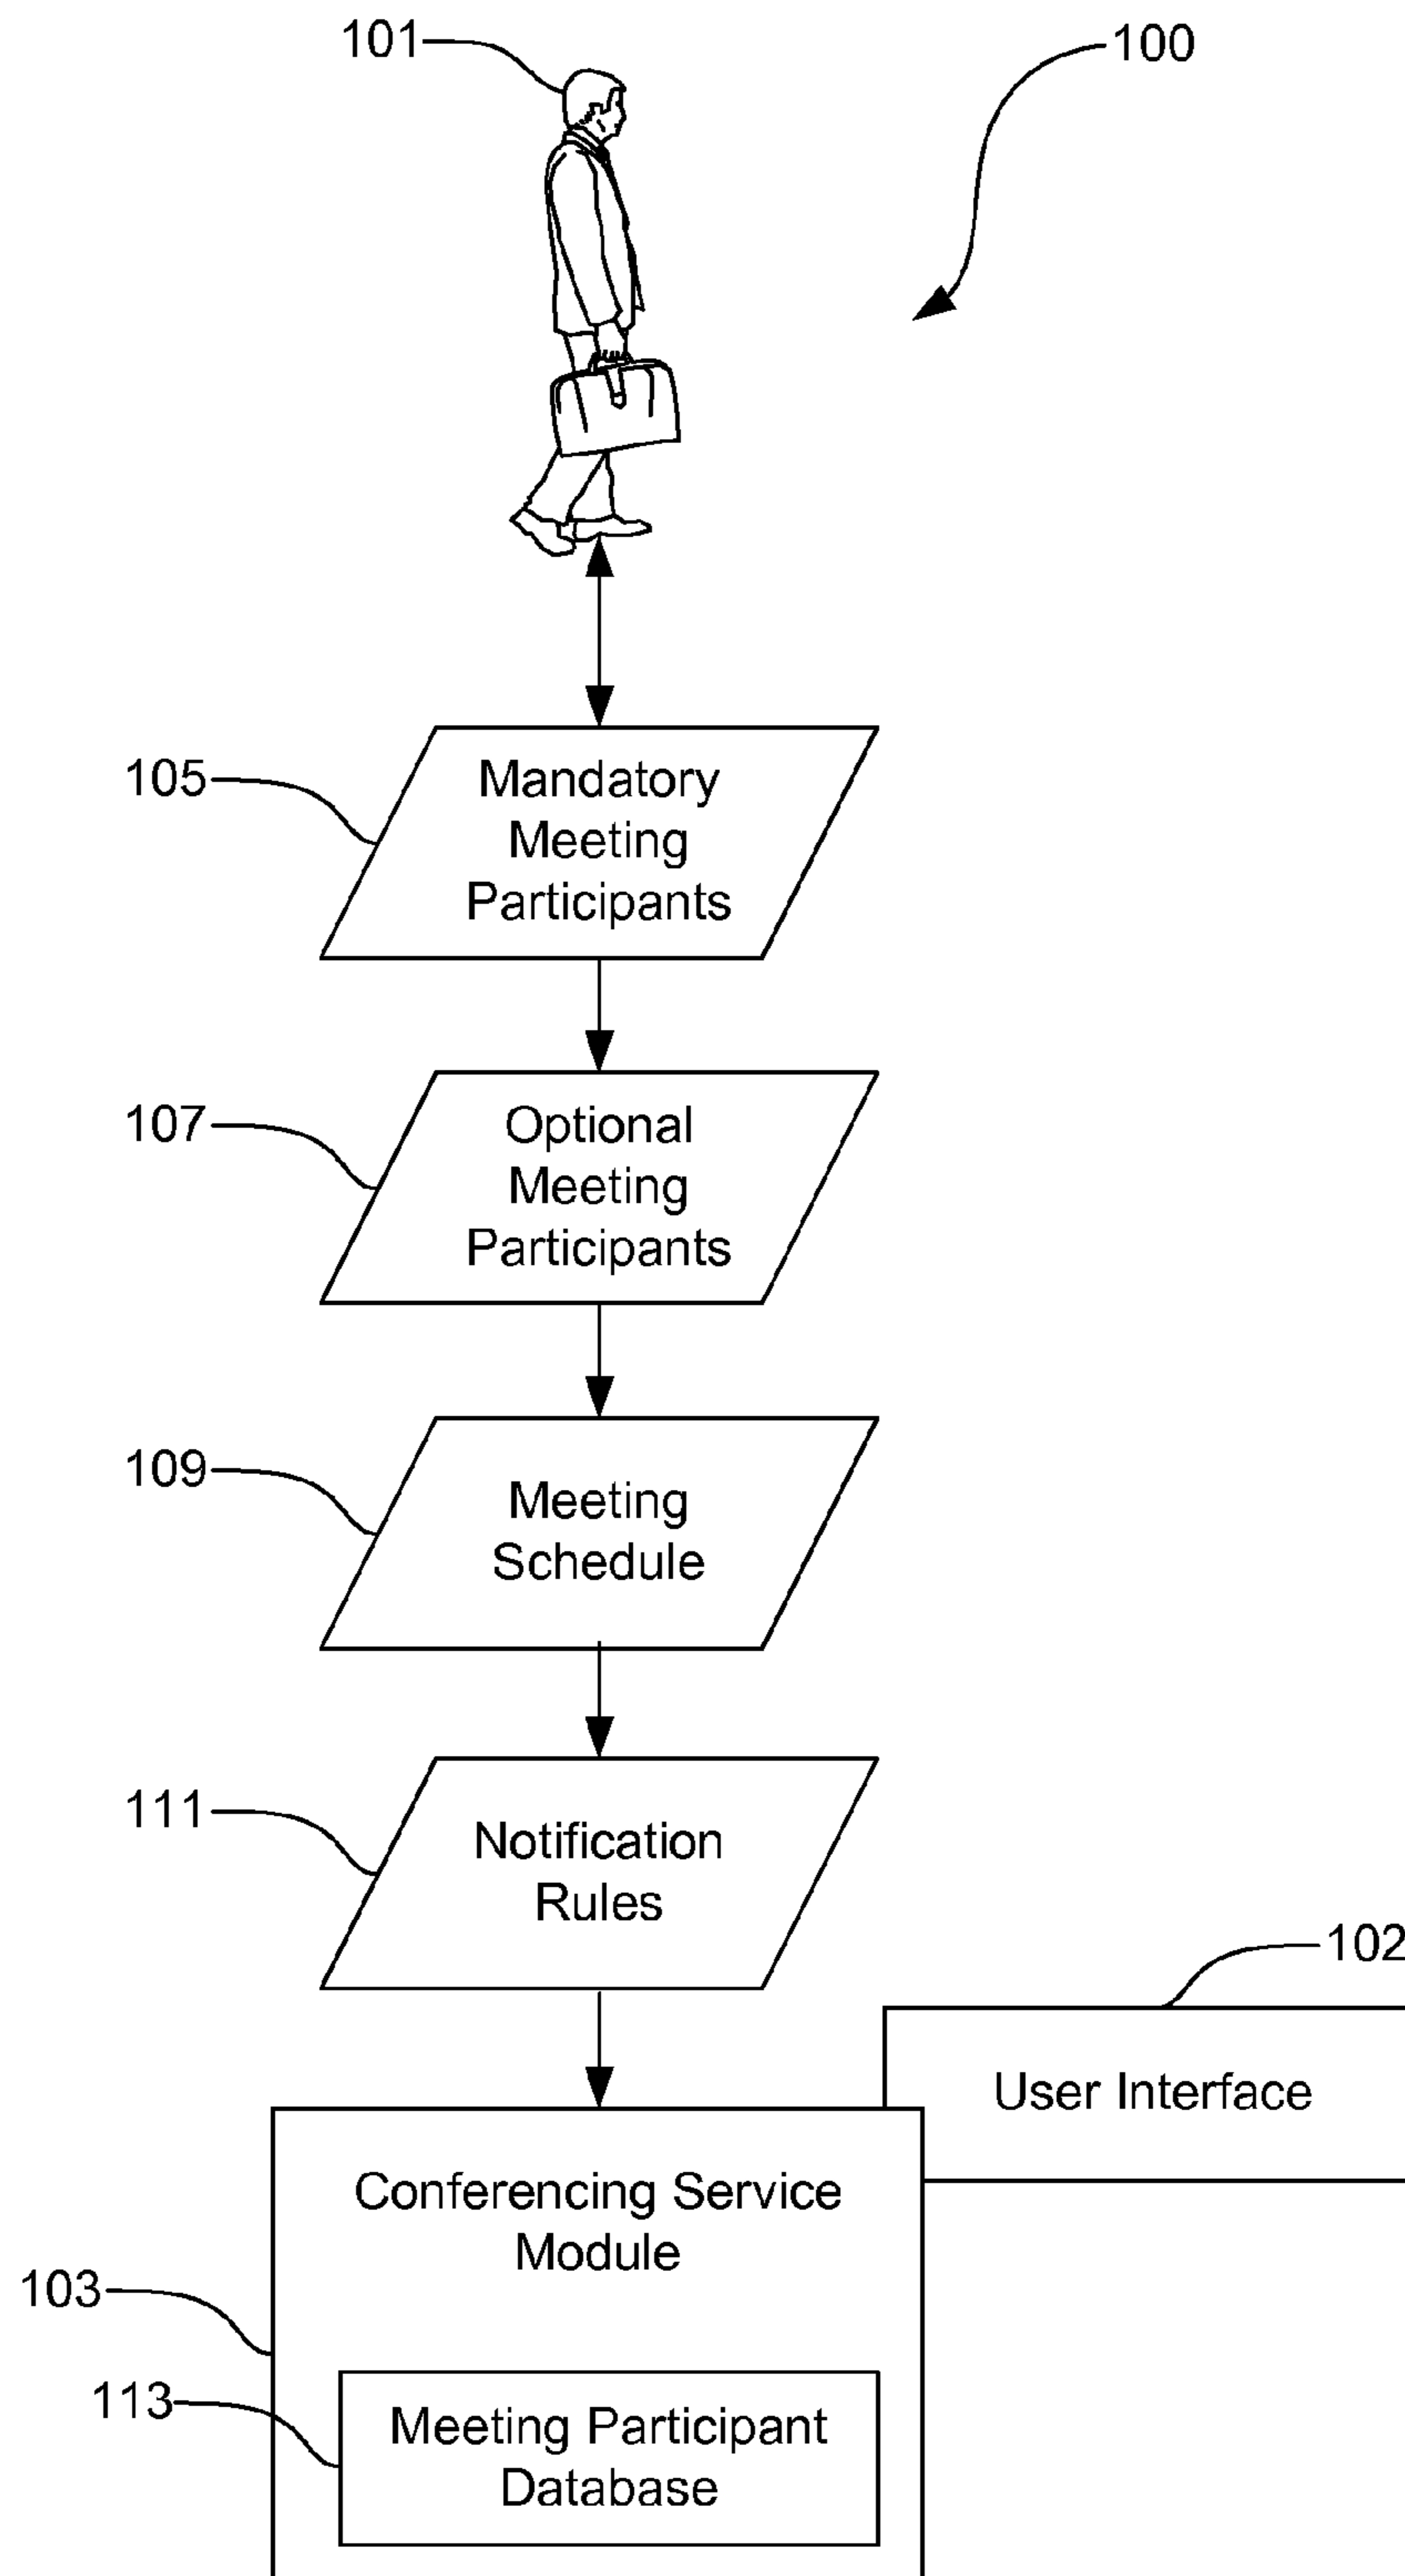 101
100
105
Mandatory
Meeting
Participants
107
Optional
Meeting
Participants
109
Meeting
Schedule
111
Notification
Rules
102
User Interface
Conferencing Service
Module
103
113
Meeting Participant
Database